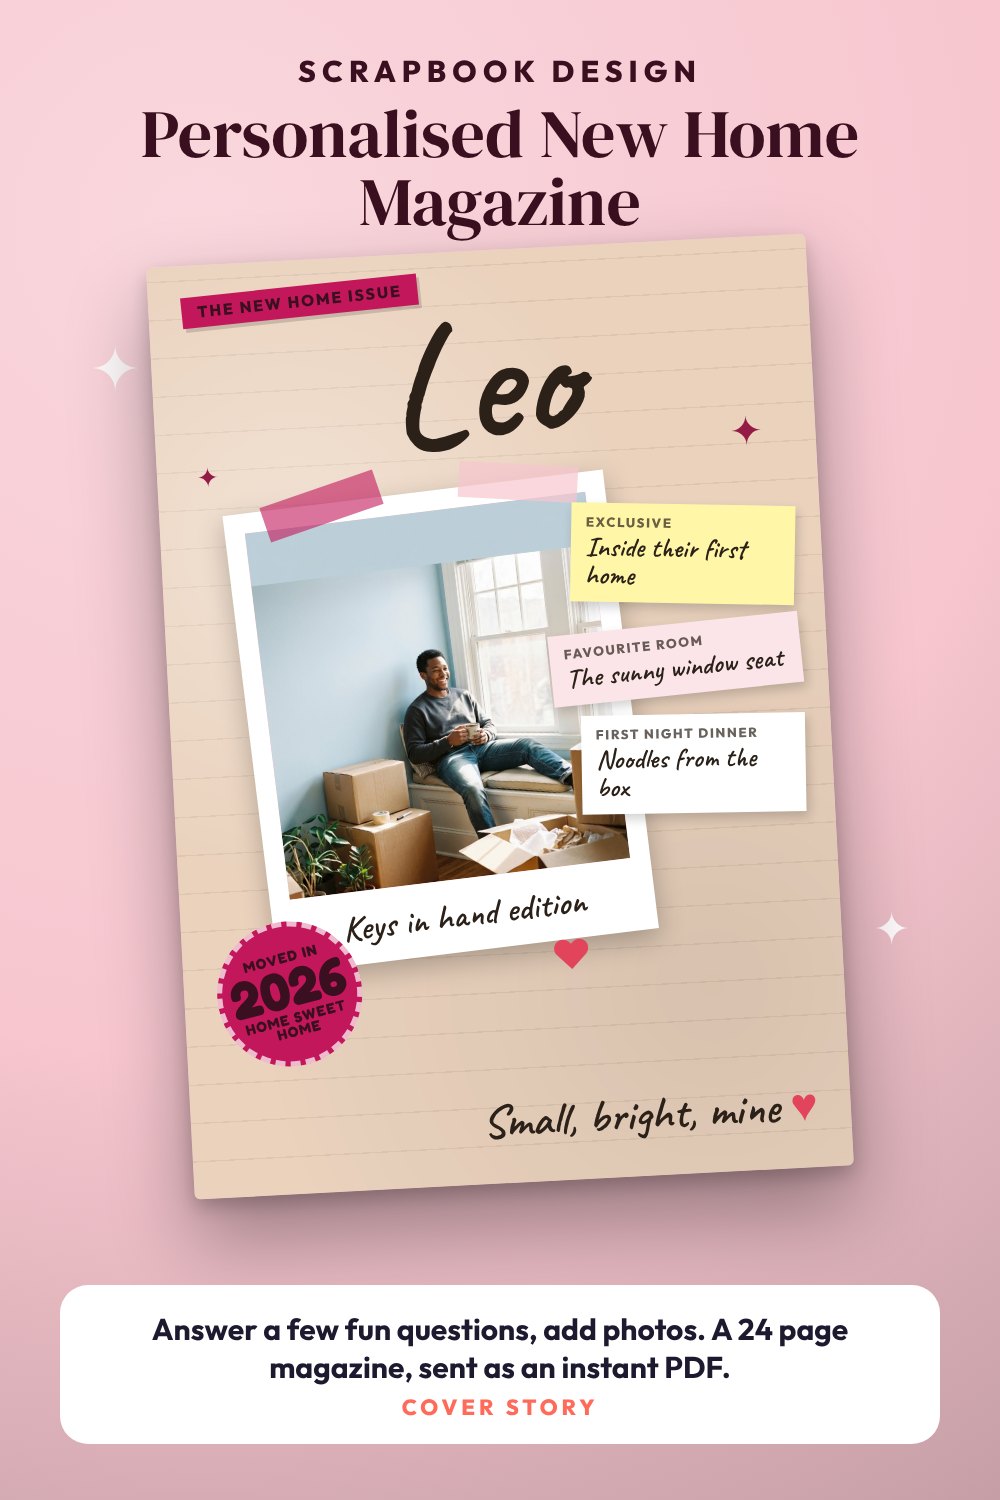 SCRAPBOOK DESIGN
Personalised New Home
Magazine
THE NEW HOME ISSUE
Leo
EXCLUSIVE
Inside their first
home
FAVOURITE ROOM
The sunny window seat
FIRST NIGHT DINNER
Noodles from the
box
Keys in hand edition
MOVED IN
2026
HOME SWEET
HOME
Small, bright, mine ♥
Answer a few fun questions, add photos. A 24 page
magazine, sent as an instant PDF.
COVER STORY